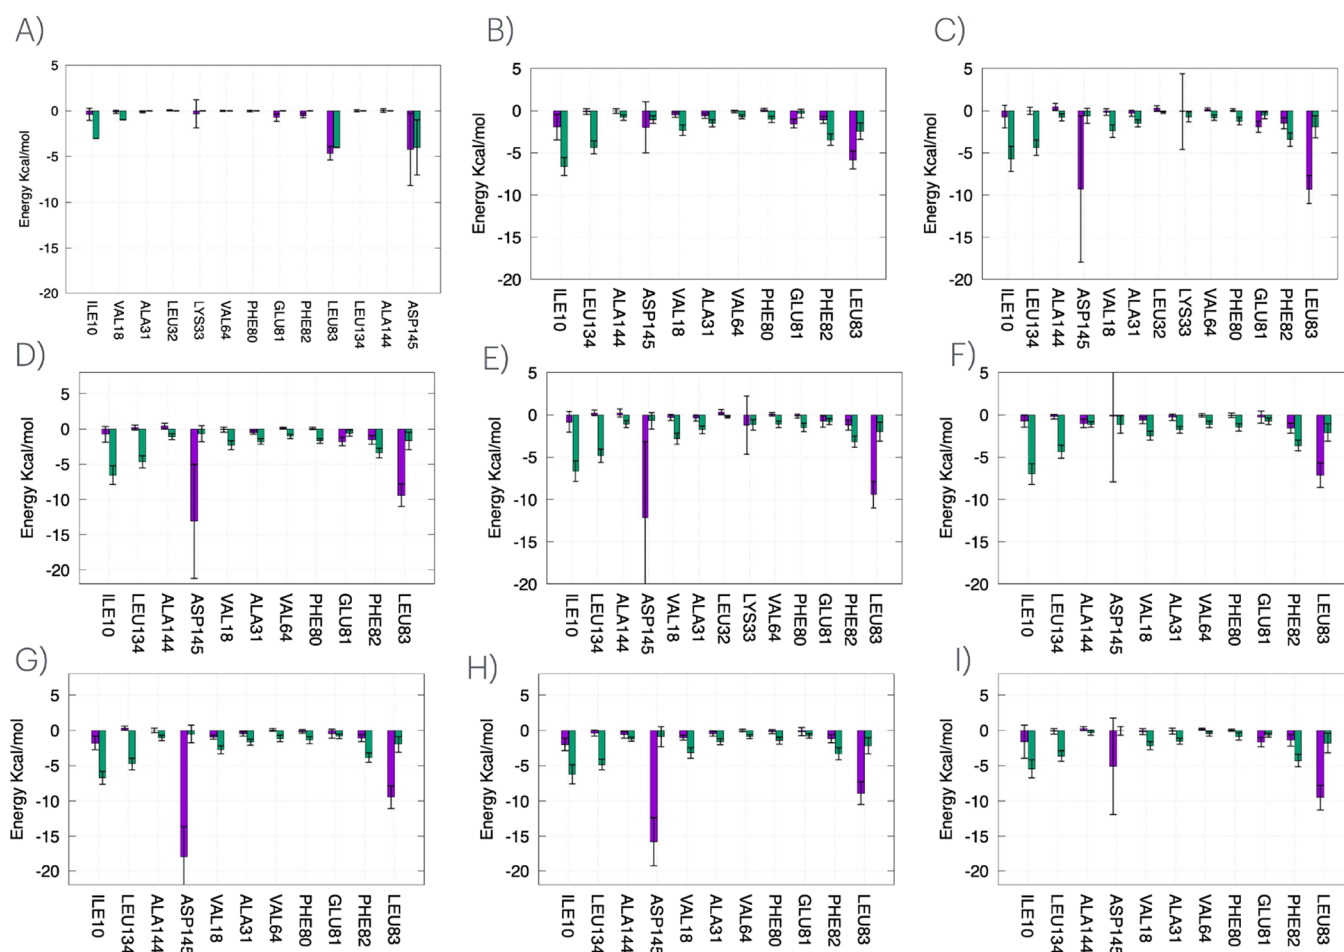 A)
5
0
-5
-10
-15
-20
Energy Kcal/mol
ILE10
VAL18
ALA31
LEU32
LYS33
VAL64
PHE80
GLU81
PHE82
LEU83
LEU134
ALA144
ASP145
B)
5
0
-5
-10
-15
-20
Energy Kcal/mol
ILE10
LEU134
ALA144
ASP145
VAL18
ALA31
VAL64
PHE80
GLU81
PHE82
LEU83
C)
5
0
-5
-10
-15
-20
Energy Kcal/mol
ILE10
LEU134
ALA144
ASP145
VAL18
ALA31
LEU32
LYS33
VAL64
PHE80
GLU81
PHE82
LEU83
D)
5
0
-5
-10
-15
-20
Energy Kcal/mol
ILE10
LEU134
ALA144
ASP145
VAL18
ALA31
VAL64
PHE80
GLU81
PHE82
LEU83
E)
5
0
-5
-10
-15
-20
Energy Kcal/mol
ILE10
LEU134
ALA144
ASP145
VAL18
ALA31
LEU32
LYS33
VAL64
PHE80
GLU81
PHE82
LEU83
F)
5
0
-5
-10
-15
-20
Energy Kcal/mol
ILE10
LEU134
ALA144
ASP145
VAL18
ALA31
VAL64
PHE80
GLU81
PHE82
LEU83
G)
5
0
-5
-10
-15
-20
Energy Kcal/mol
ILE10
LEU134
ALA144
ASP145
VAL18
ALA31
VAL64
PHE80
GLU81
PHE82
LEU83
H)
5
0
-5
-10
-15
-20
Energy Kcal/mol
ILE10
LEU134
ALA144
ASP145
VAL18
ALA31
VAL64
PHE80
GLU81
PHE82
LEU83
I)
5
0
-5
-10
-15
-20
Energy Kcal/mol
ILE10
LEU134
ALA144
ASP145
VAL18
ALA31
VAL64
PHE80
GLU81
PHE82
LEU83